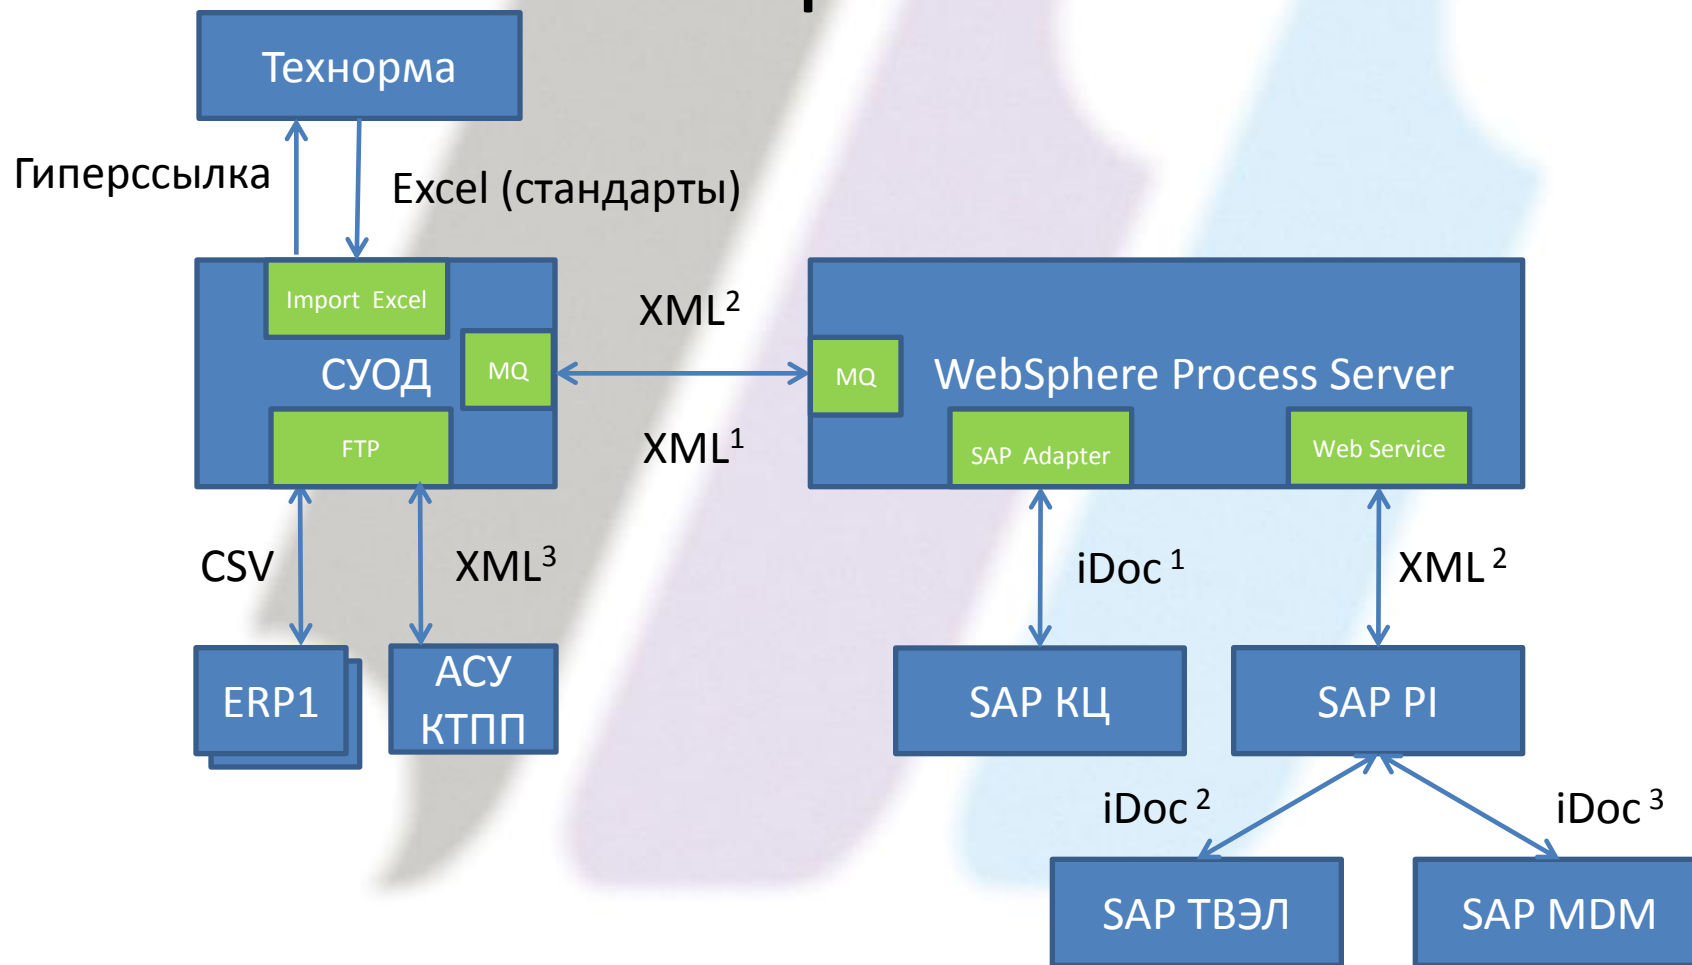 Технорма
Гиперссылка
Excel (стандарты)
Import Excel
СУОД
MQ
FTP
XML²
XML¹
MQ
WebSphere Process Server
SAP Adapter
Web Service
CSV
XML³
iDoc ¹
XML ²
ERP1
АСУ
КТПП
SAP КЦ
SAP PI
iDoc ²
iDoc ³
SAP ТВЭЛ
SAP MDM